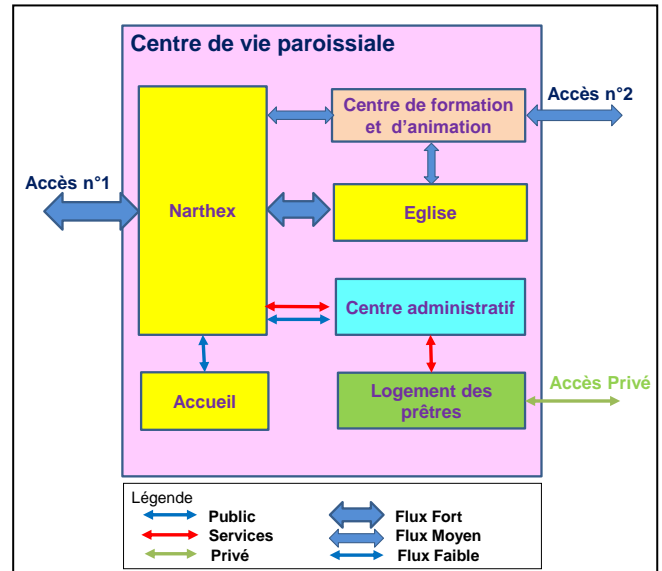 Centre de vie paroissiale
Centre de formation
et d'animation
Accès n°2
Accès n°1
Narthex
Eglise
Centre administratif
Accueil
Logement des
prêtres
Accès Privé
Légende
Public
Services
Privé
Flux Fort
Flux Moyen
Flux Faible